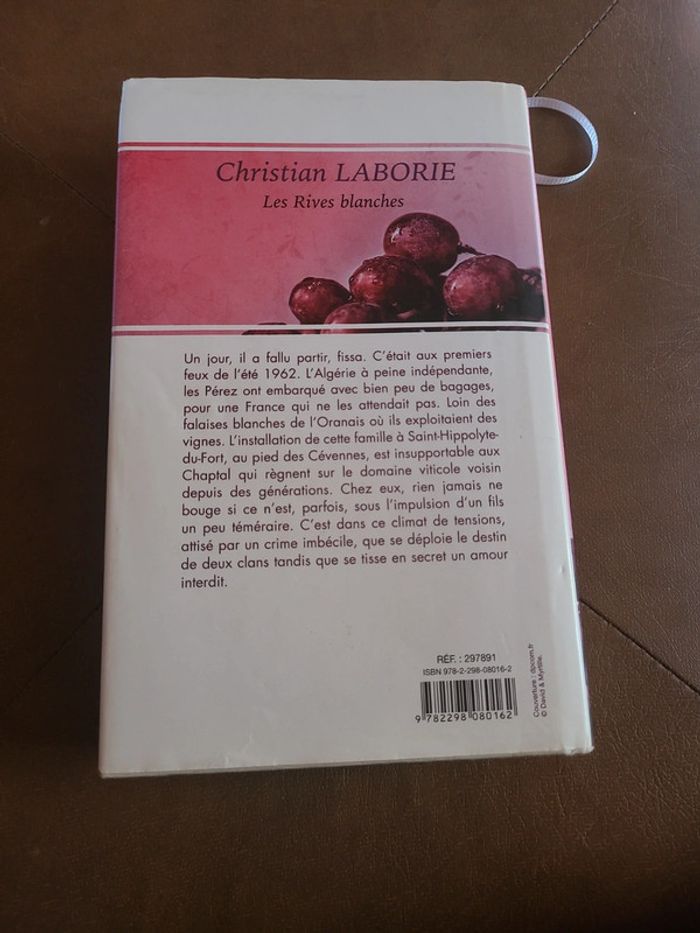 Christian LABORIE
Les Rives blanches
Un jour, il a fallu partir, fissa. C'était aux premiers
feux de l'été 1962. L'Algérie à peine indépendante,
les Pérez ont embarqué avec bien peu de bagages,
pour une France qui ne les attendait pas. Loin des
falaises blanches de l'Oranais où ils exploitaient des
vignes. L'installation de cette famille à Saint-Hippolyte-
du-Fort, au pied des Cévennes, est insupportable aux
Chaptal qui règnent sur le domaine viticole voisin
depuis des générations. Chez eux, rien jamais ne
bouge si ce n'est, parfois, sous l'impulsion d'un fils
un peu téméraire. C'est dans ce climat de tensions,
attisé par un crime imbécile, que se déploie le destin
de deux clans tandis que se tisse en secret un amour
interdit.
RÉF. : 297891
ISBN 978-2-298-08016-2
9 782298 080162
Couverture : dpcom.fr
© David & Myrtille.